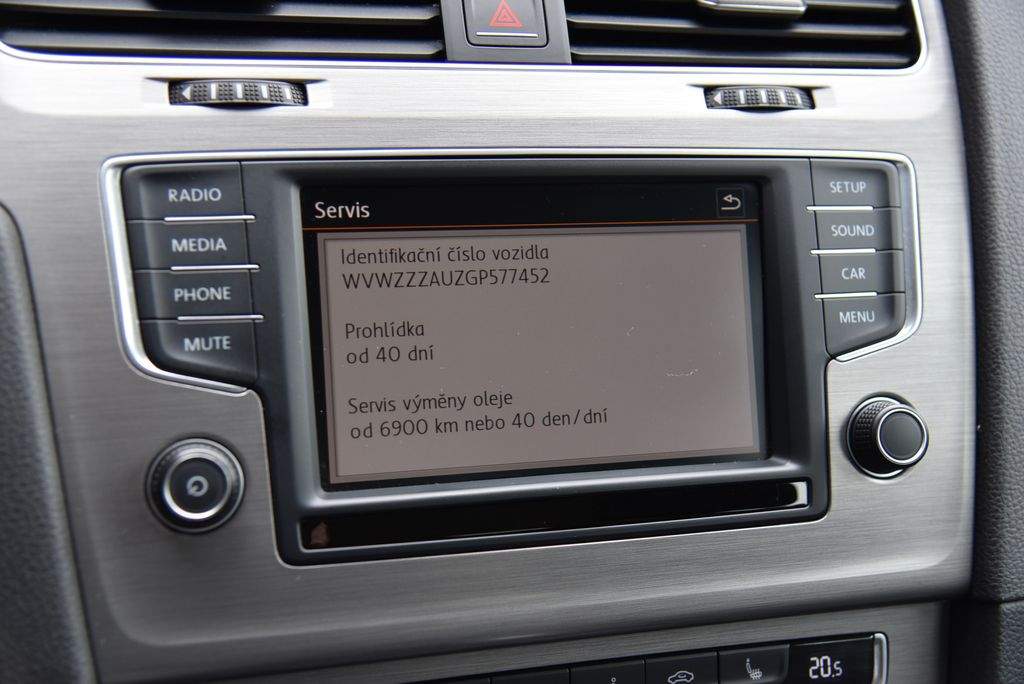 RADIO
MEDIA
PHONE
MUTE
Servis
Identifikační číslo vozidla
WVWZZZAUZGP577452
Prohlídka
od 40 dní
Servis výměny oleje
od 6900 km nebo 40 den/dní
SETUP
SOUND
CAR
MENU
20.5